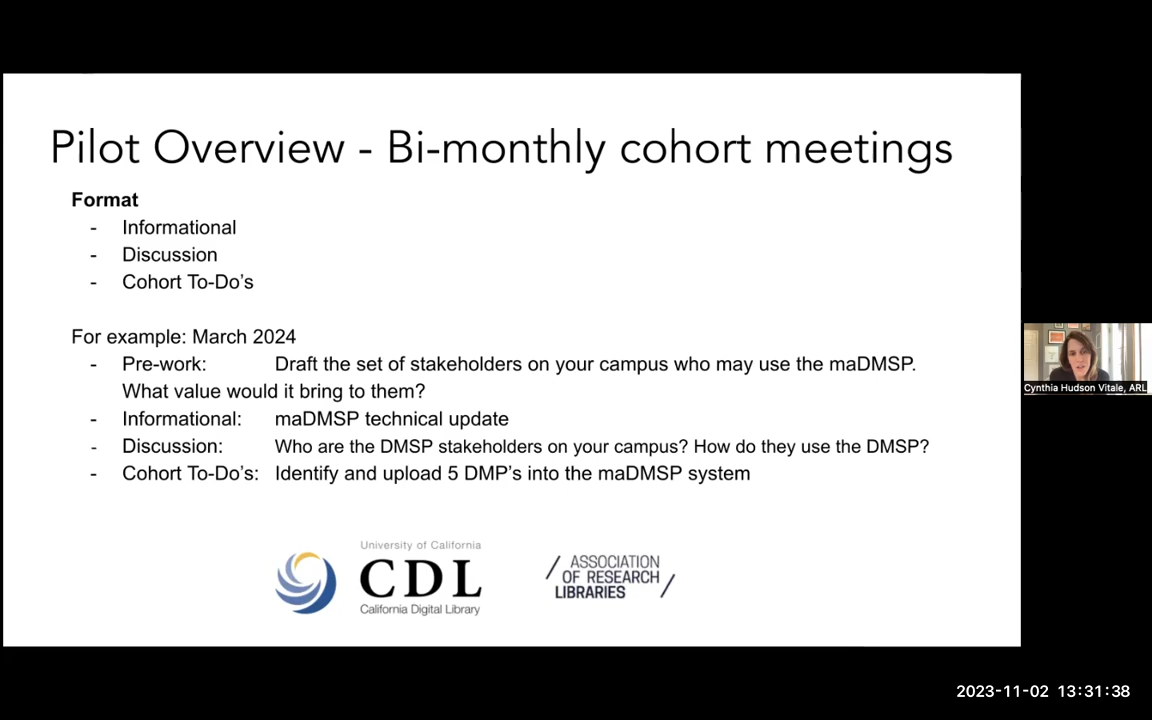 Pilot Overview - Bi-monthly cohort meetings
Format
- Informational
- Discussion
- Cohort To-Do's
For example: March 2024
- Pre-work: Draft the set of stakeholders on your campus who may use the maDMSP.
What value would it bring to them?
- Informational: maDMSP technical update
- Discussion: Who are the DMSP stakeholders on your campus? How do they use the DMSP?
- Cohort To-Do's: Identify and upload 5 DMP's into the maDMSP system
University of California
CDL
California Digital Library
ASSOCIATION
OF RESEARCH
LIBRARIES
Cynthia Hudson Vitale, ARL
2023-11-02 13:31:38